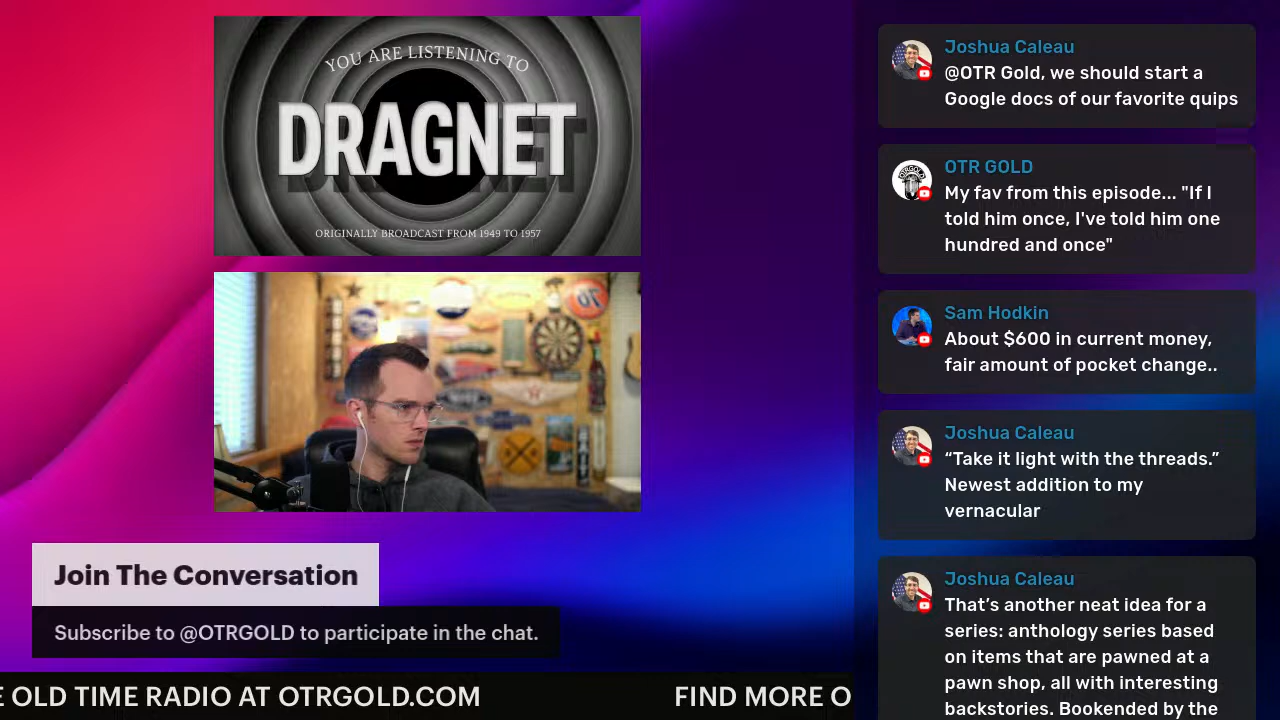 YOU ARE LISTENING TO
DRAGNET
ORIGINALLY BROADCAST FROM 1949 TO 1957
76
Join The Conversation
Subscribe to @OTRGOLD to participate in the chat.
E OLD TIME RADIO AT OTRGOLD.COM
FIND MORE O
Joshua Caleau
@OTR Gold, we should start a
Google docs of our favorite quips
OTR GOLD
My fav from this episode... "If I
told him once, I've told him one
hundred and once"
Sam Hodkin
About $600 in current money,
fair amount of pocket change..
Joshua Caleau
“Take it light with the threads.”
Newest addition to my
vernacular
Joshua Caleau
That’s another neat idea for a
series: anthology series based
on items that are pawned at a
pawn shop, all with interesting
backstories. Bookended by the